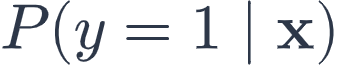 P(y = 1 | x)